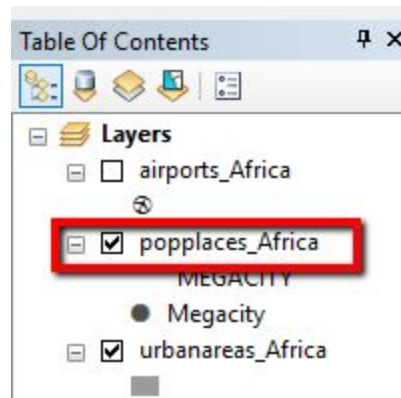 Table Of Contents
Layers
airports_Africa
popplaces_Africa
MEGACITY
Megacity
urbanareas_Africa